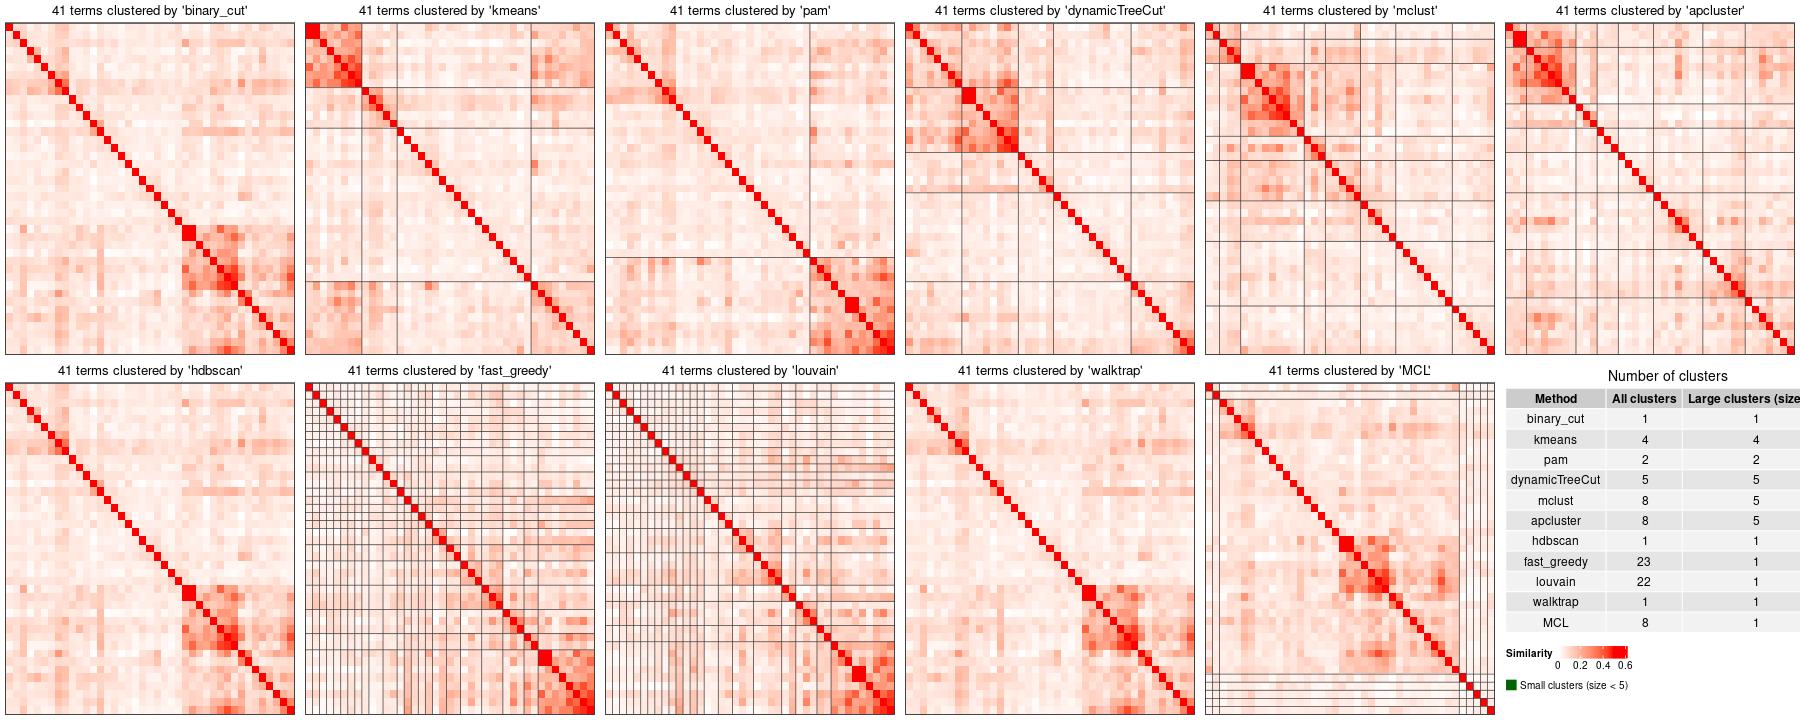 41 terms clustered by 'binary_cut'
41 terms clustered by 'kmeans'
41 terms clustered by 'pam'
41 terms clustered by 'dynamicTreeCut'
41 terms clustered by 'mclust'
41 terms clustered by 'apcluster'
41 terms clustered by 'hdbscan'
41 terms clustered by 'fast_greedy'
41 terms clustered by 'louvain'
41 terms clustered by 'walktrap'
41 terms clustered by 'MCL'
Number of clusters
Method All clusters Large clusters (size
binary_cut 1 1
kmeans 4 4
pam 2 2
dynamicTreeCut 5 5
mclust 8 5
apcluster 8 5
hdbscan 1 1
fast_greedy 23 1
louvain 22 1
walktrap 1 1
MCL 8 1
Similarity
0 0.2 0.4 0.6
Small clusters (size < 5)